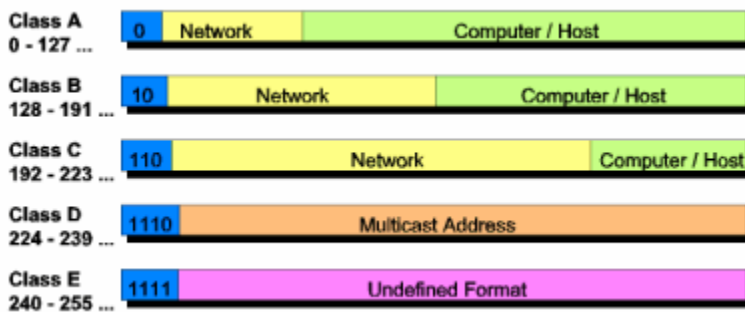 Class A
0 - 127 ...
0 Network Computer / Host
Class B
128 - 191 ...
10 Network Computer / Host
Class C
192 - 223 ...
110 Network Computer / Host
Class D
224 - 239 ...
1110 Multicast Address
Class E
240 - 255 ...
1111 Undefined Format